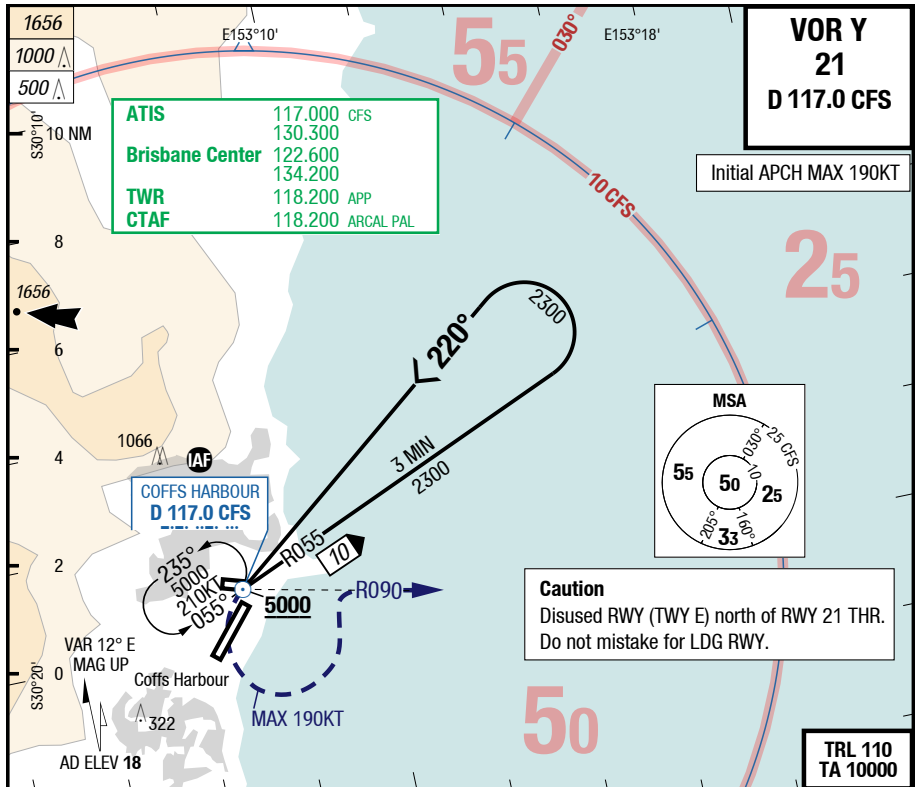 1656
1000
500
E153°10'
E153°18'
55
030°
VOR Y
21
D 117.0 CFS
S30°10'
10 NM
ATIS 117.000 CFS
130.300
Brisbane Center 122.600
134.200
TWR 118.200 APP
CTAF 118.200 ARCAL PAL
Initial APCH MAX 190KT
10 CFS
25
8
1656
6
220°
2300
3 MIN
2300
MSA
030°
25 CFS
10
55
50
25
205°
33
160°
1066
4
IAF
COFFS HARBOUR
D 117.0 CFS
R055
10
2
235°
5000
210KT
055°
5000
R090
Caution
Disused RWY (TWY E) north of RWY 21 THR.
Do not mistake for LDG RWY.
VAR 12° E
MAG UP
S30°20'
0
Coffs Harbour
322
MAX 190KT
50
AD ELEV 18
TRL 110
TA 10000